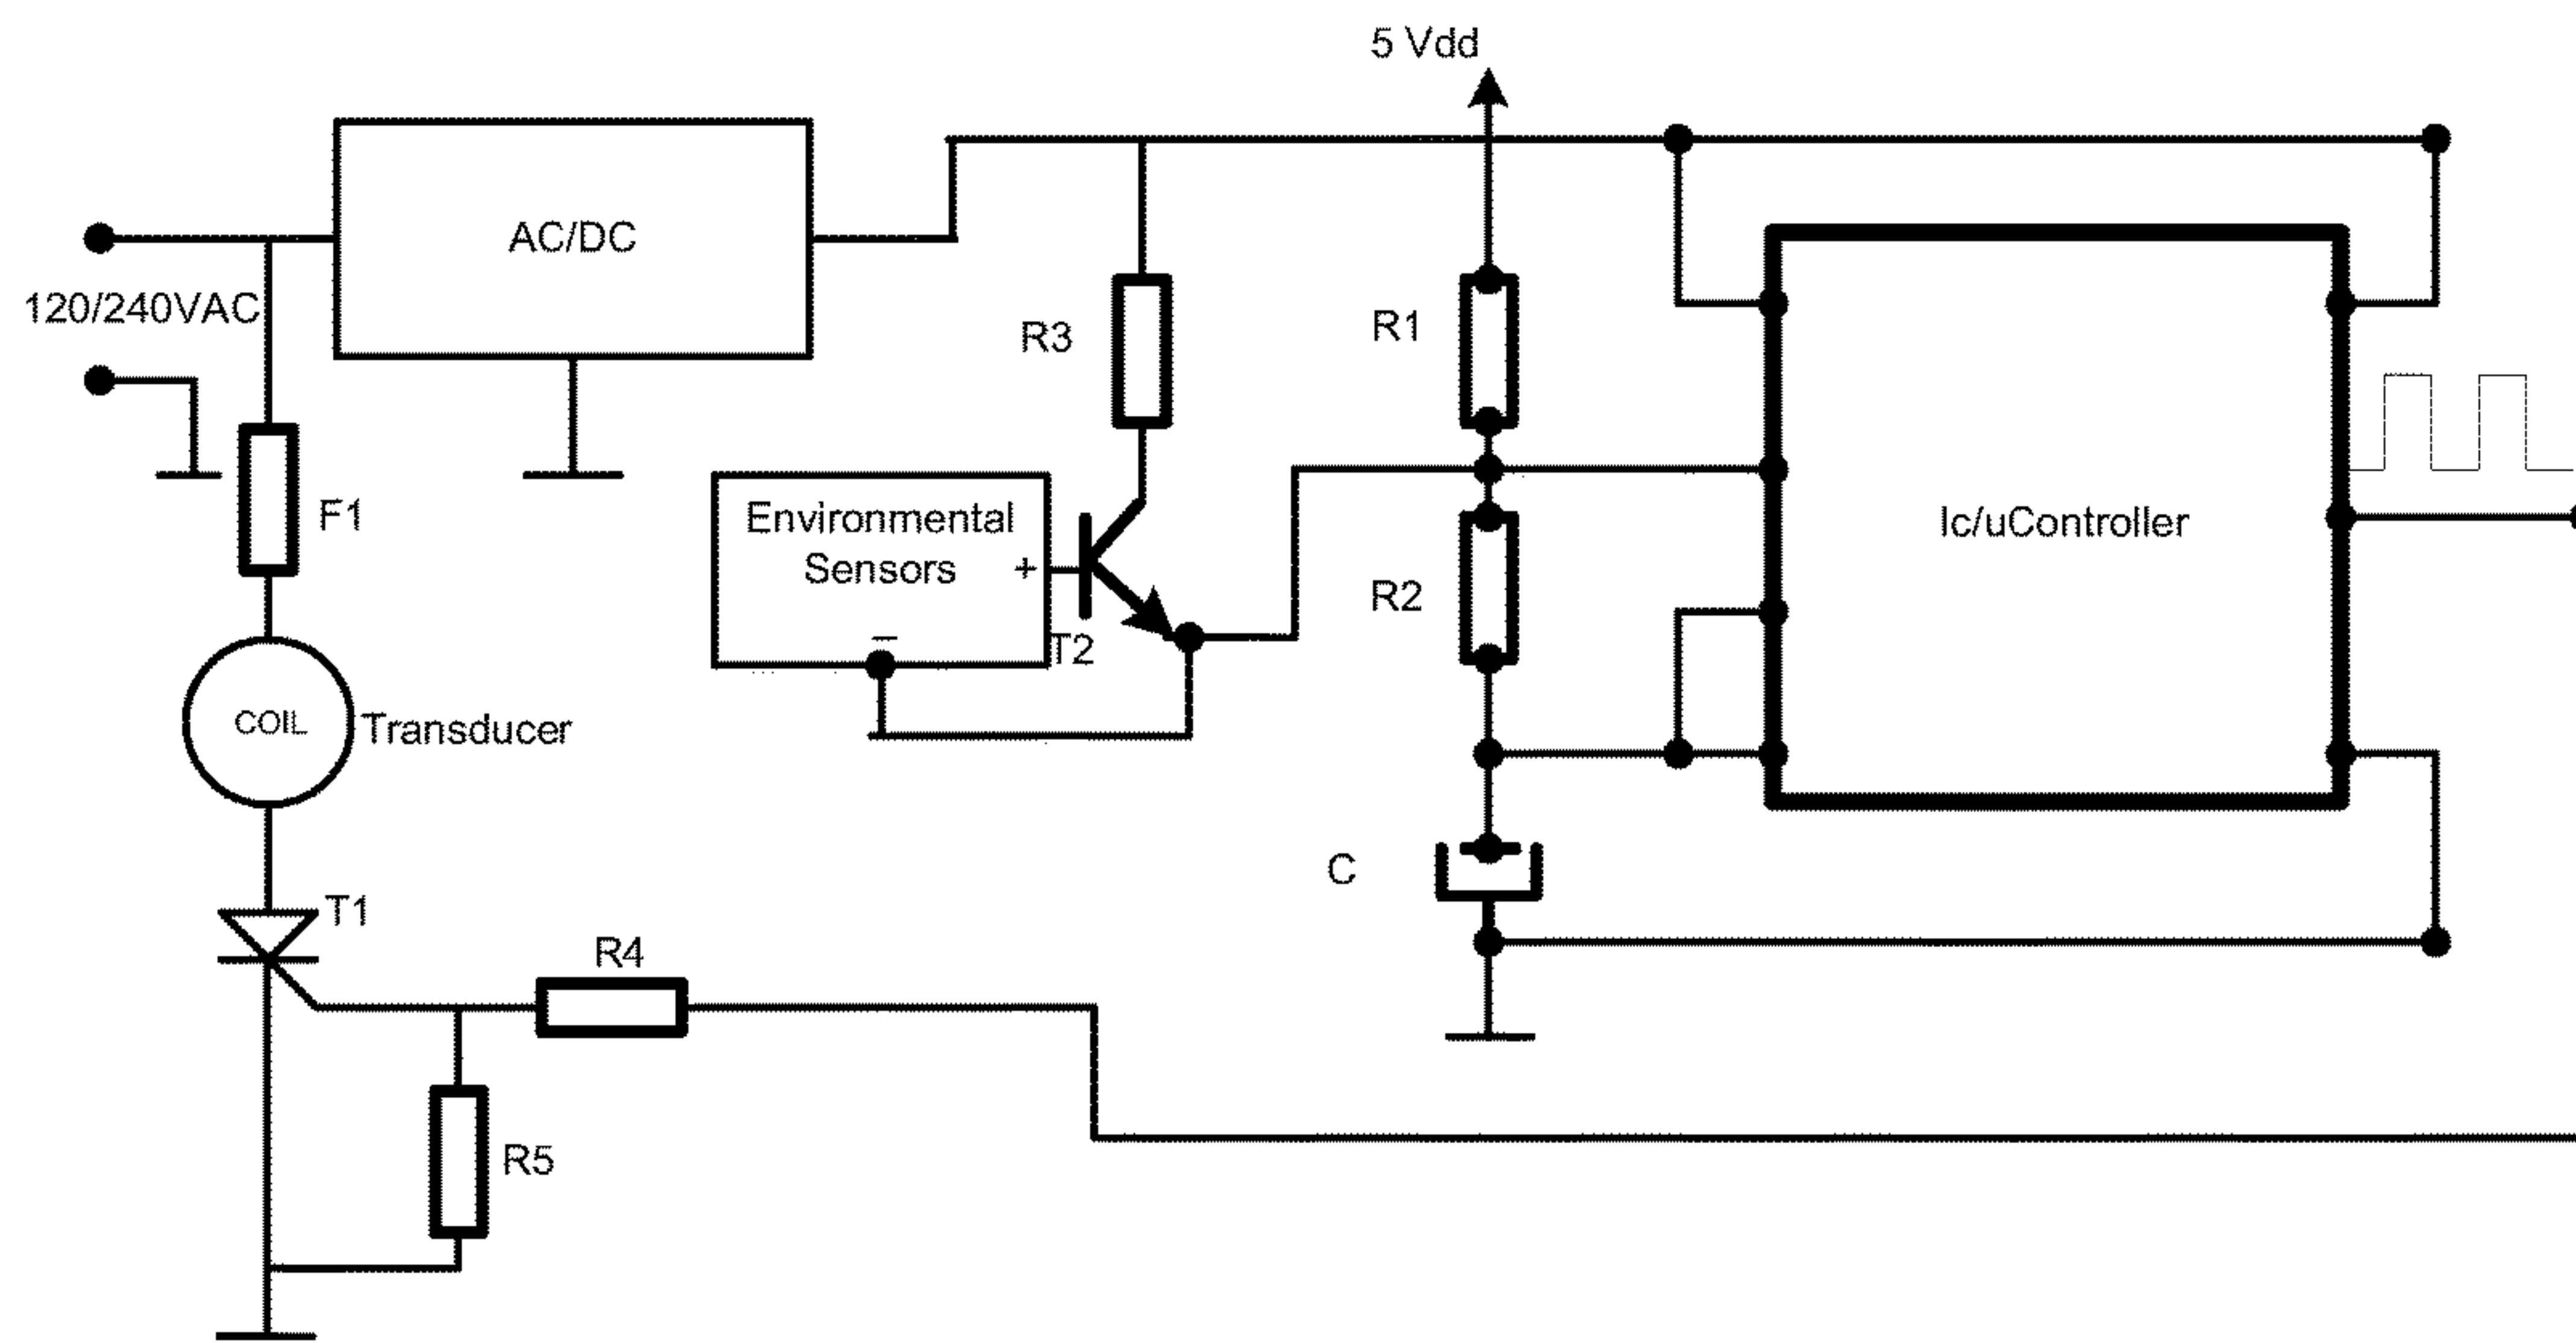 5 Vdd
AC/DC
120/240VAC
R3
R1
F1
Environmental
Sensors
+
–
T2
R2
Ic/uController
COIL
Transducer
C
T1
R4
R5